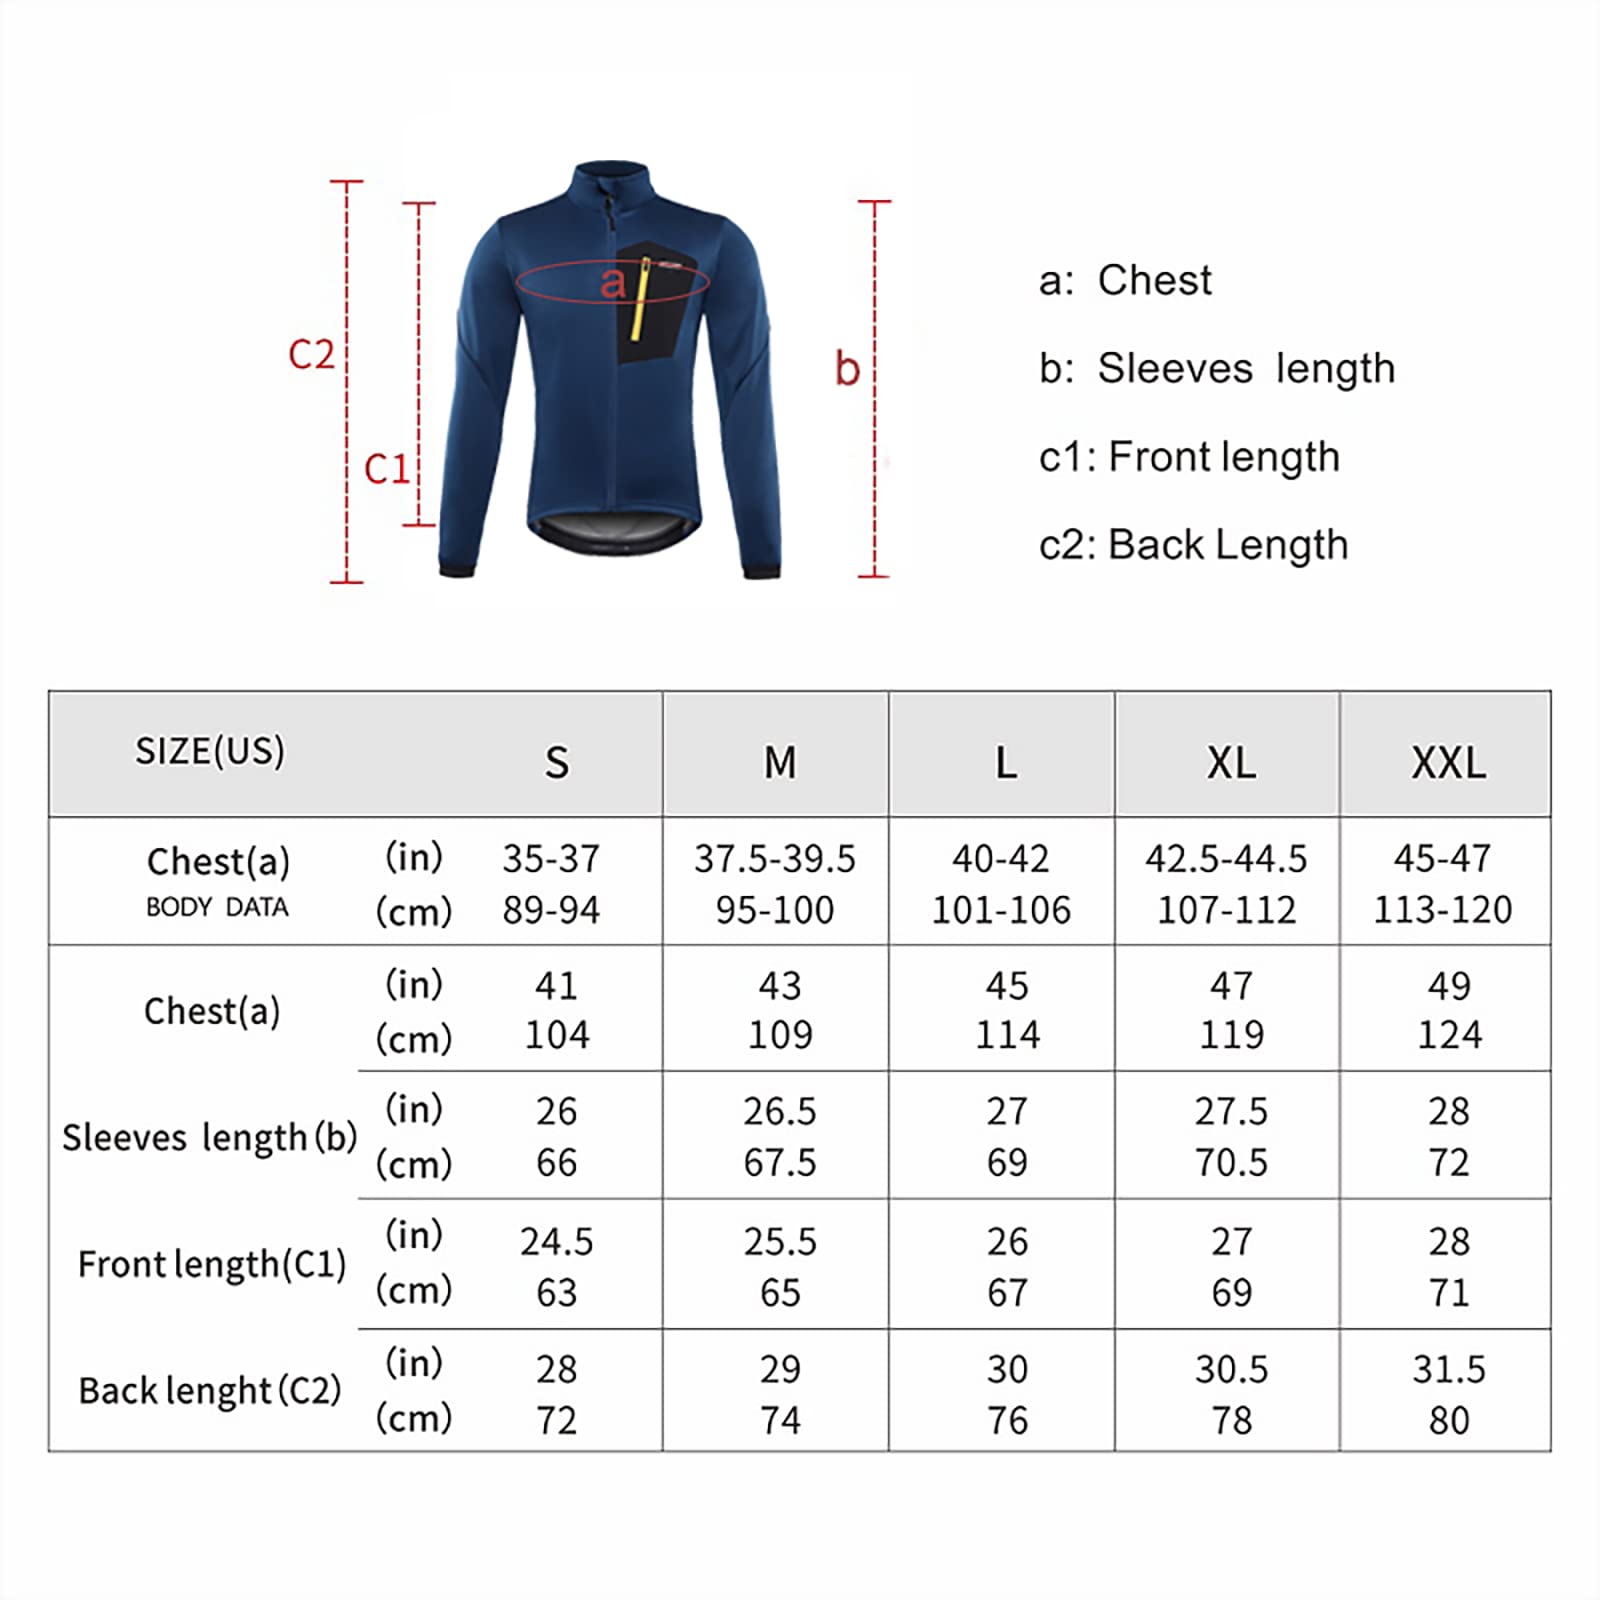 C2
C1
a
b
a: Chest
b: Sleeves length
c1: Front length
c2: Back Length
SIZE(US) S M L XL XXL
Chest(a) (in) 35-37 37.5-39.5 40-42 42.5-44.5 45-47
BODY DATA (cm) 89-94 95-100 101-106 107-112 113-120
Chest(a) (in) 41 43 45 47 49
(cm) 104 109 114 119 124
Sleeves length(b) (in) 26 26.5 27 27.5 28
(cm) 66 67.5 69 70.5 72
Front length(C1) (in) 24.5 25.5 26 27 28
(cm) 63 65 67 69 71
Back lenght(C2) (in) 28 29 30 30.5 31.5
(cm) 72 74 76 78 80